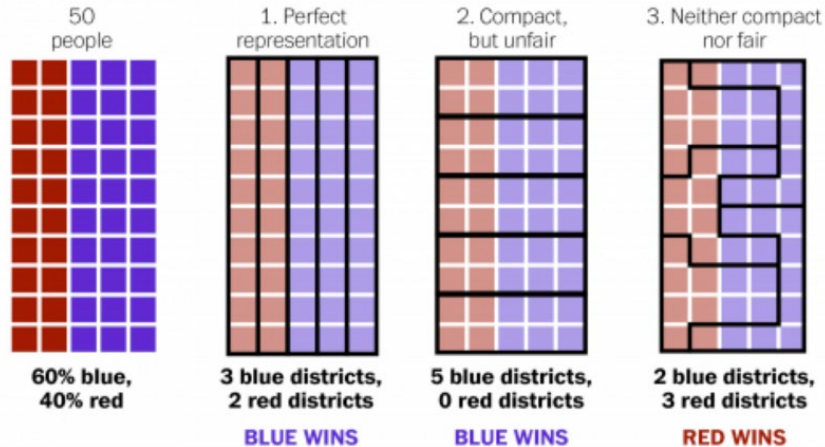 50
people
1. Perfect
representation
2. Compact,
but unfair
3. Neither compact
nor fair
60% blue,
40% red
3 blue districts,
2 red districts
5 blue districts,
0 red districts
2 blue districts,
3 red districts
BLUE WINS
BLUE WINS
RED WINS